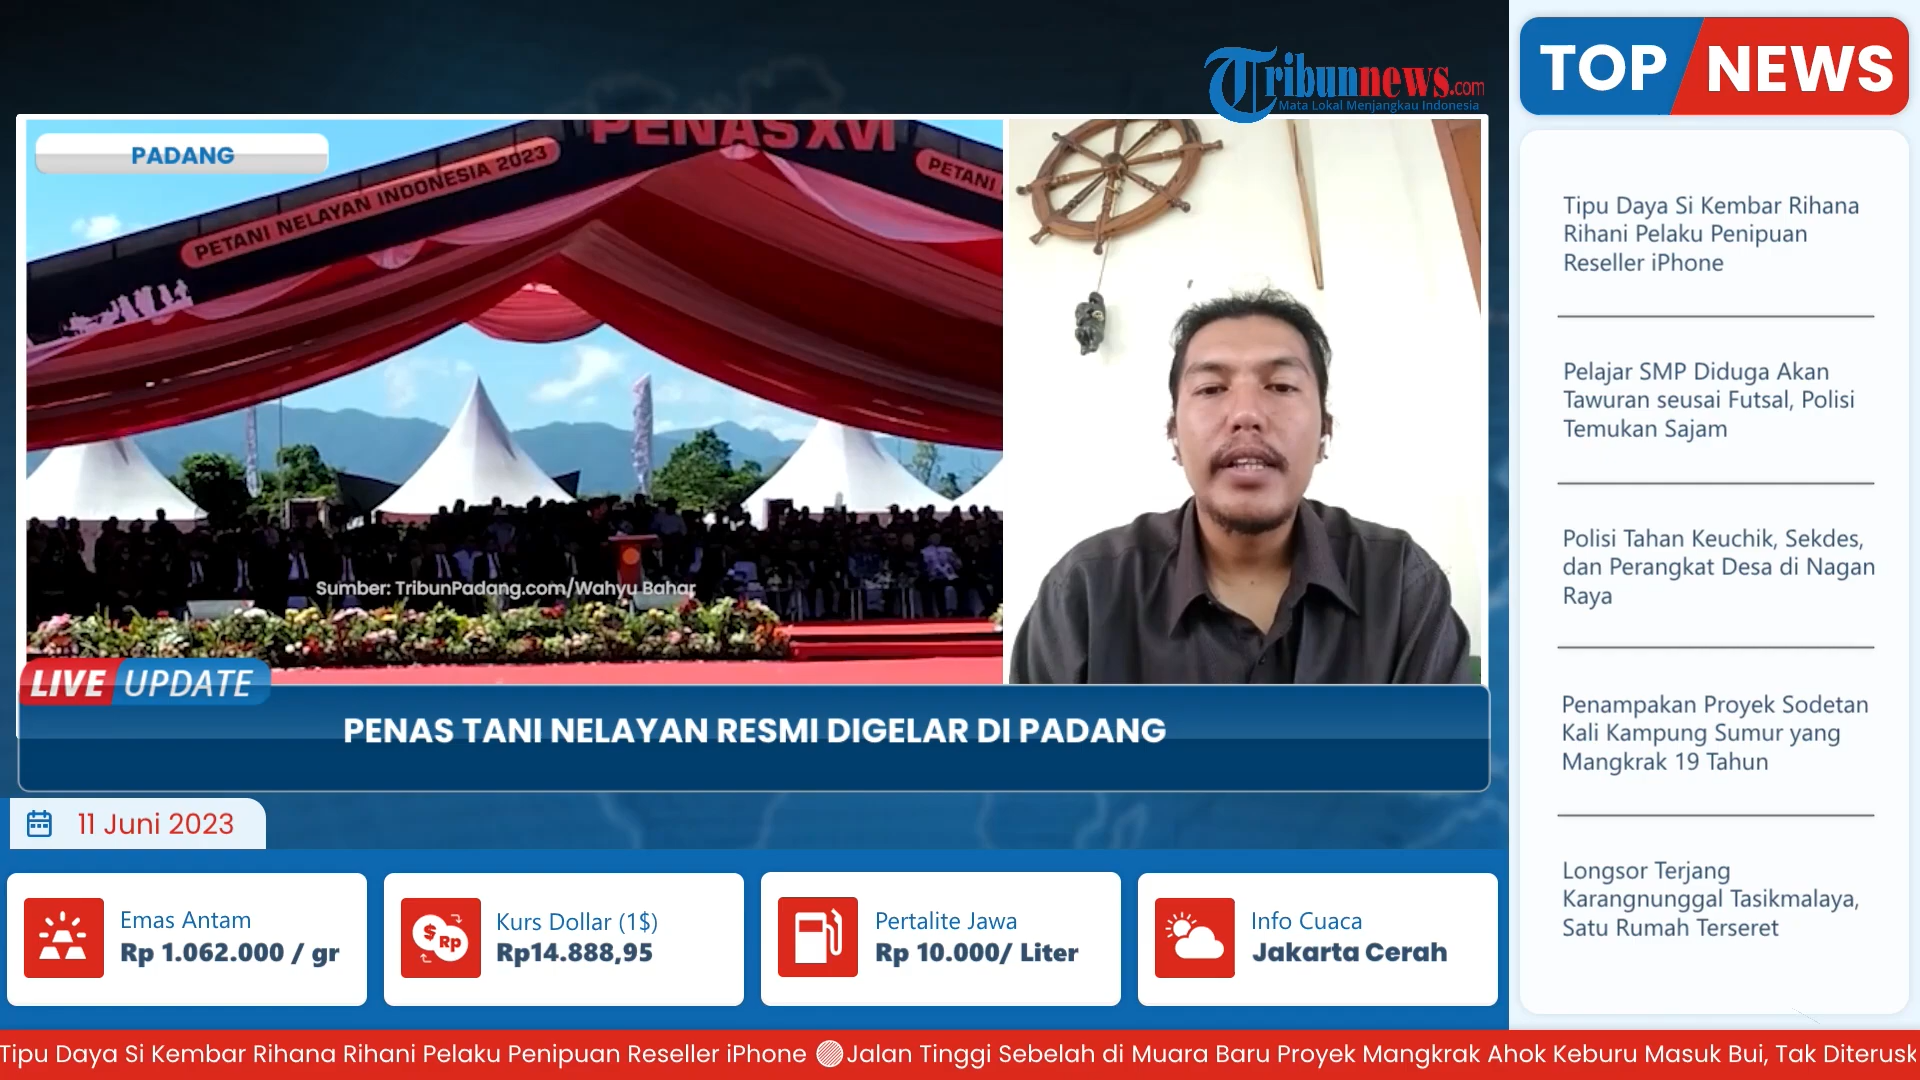 Tribunnews.com
Mata Lokal Menjangkau Indonesia
TOP NEWS
PADANG
PENAS XVI
PETANI NELAYAN INDONESIA 2023
PETANI
Sumber: TribunPadang.com/Wahyu Bahar
LIVE UPDATE
PENAS TANI NELAYAN RESMI DIGELAR DI PADANG
Tipu Daya Si Kembar Rihana
Rihani Pelaku Penipuan
Reseller iPhone
Pelajar SMP Diduga Akan
Tawuran seusai Futsal, Polisi
Temukan Sajam
Polisi Tahan Keuchik, Sekdes,
dan Perangkat Desa di Nagan
Raya
Penampakan Proyek Sodetan
Kali Kampung Sumur yang
Mangkrak 19 Tahun
Longsor Terjang
Karangnunggal Tasikmalaya,
Satu Rumah Terseret
11 Juni 2023
Emas Antam
Rp 1.062.000 / gr
Kurs Dollar (1$)
Rp14.888,95
Pertalite Jawa
Rp 10.000/ Liter
Info Cuaca
Jakarta Cerah
Tipu Daya Si Kembar Rihana Rihani Pelaku Penipuan Reseller iPhone Jalan Tinggi Sebelah di Muara Baru Proyek Mangkrak Ahok Keburu Masuk Bui, Tak Diterusk